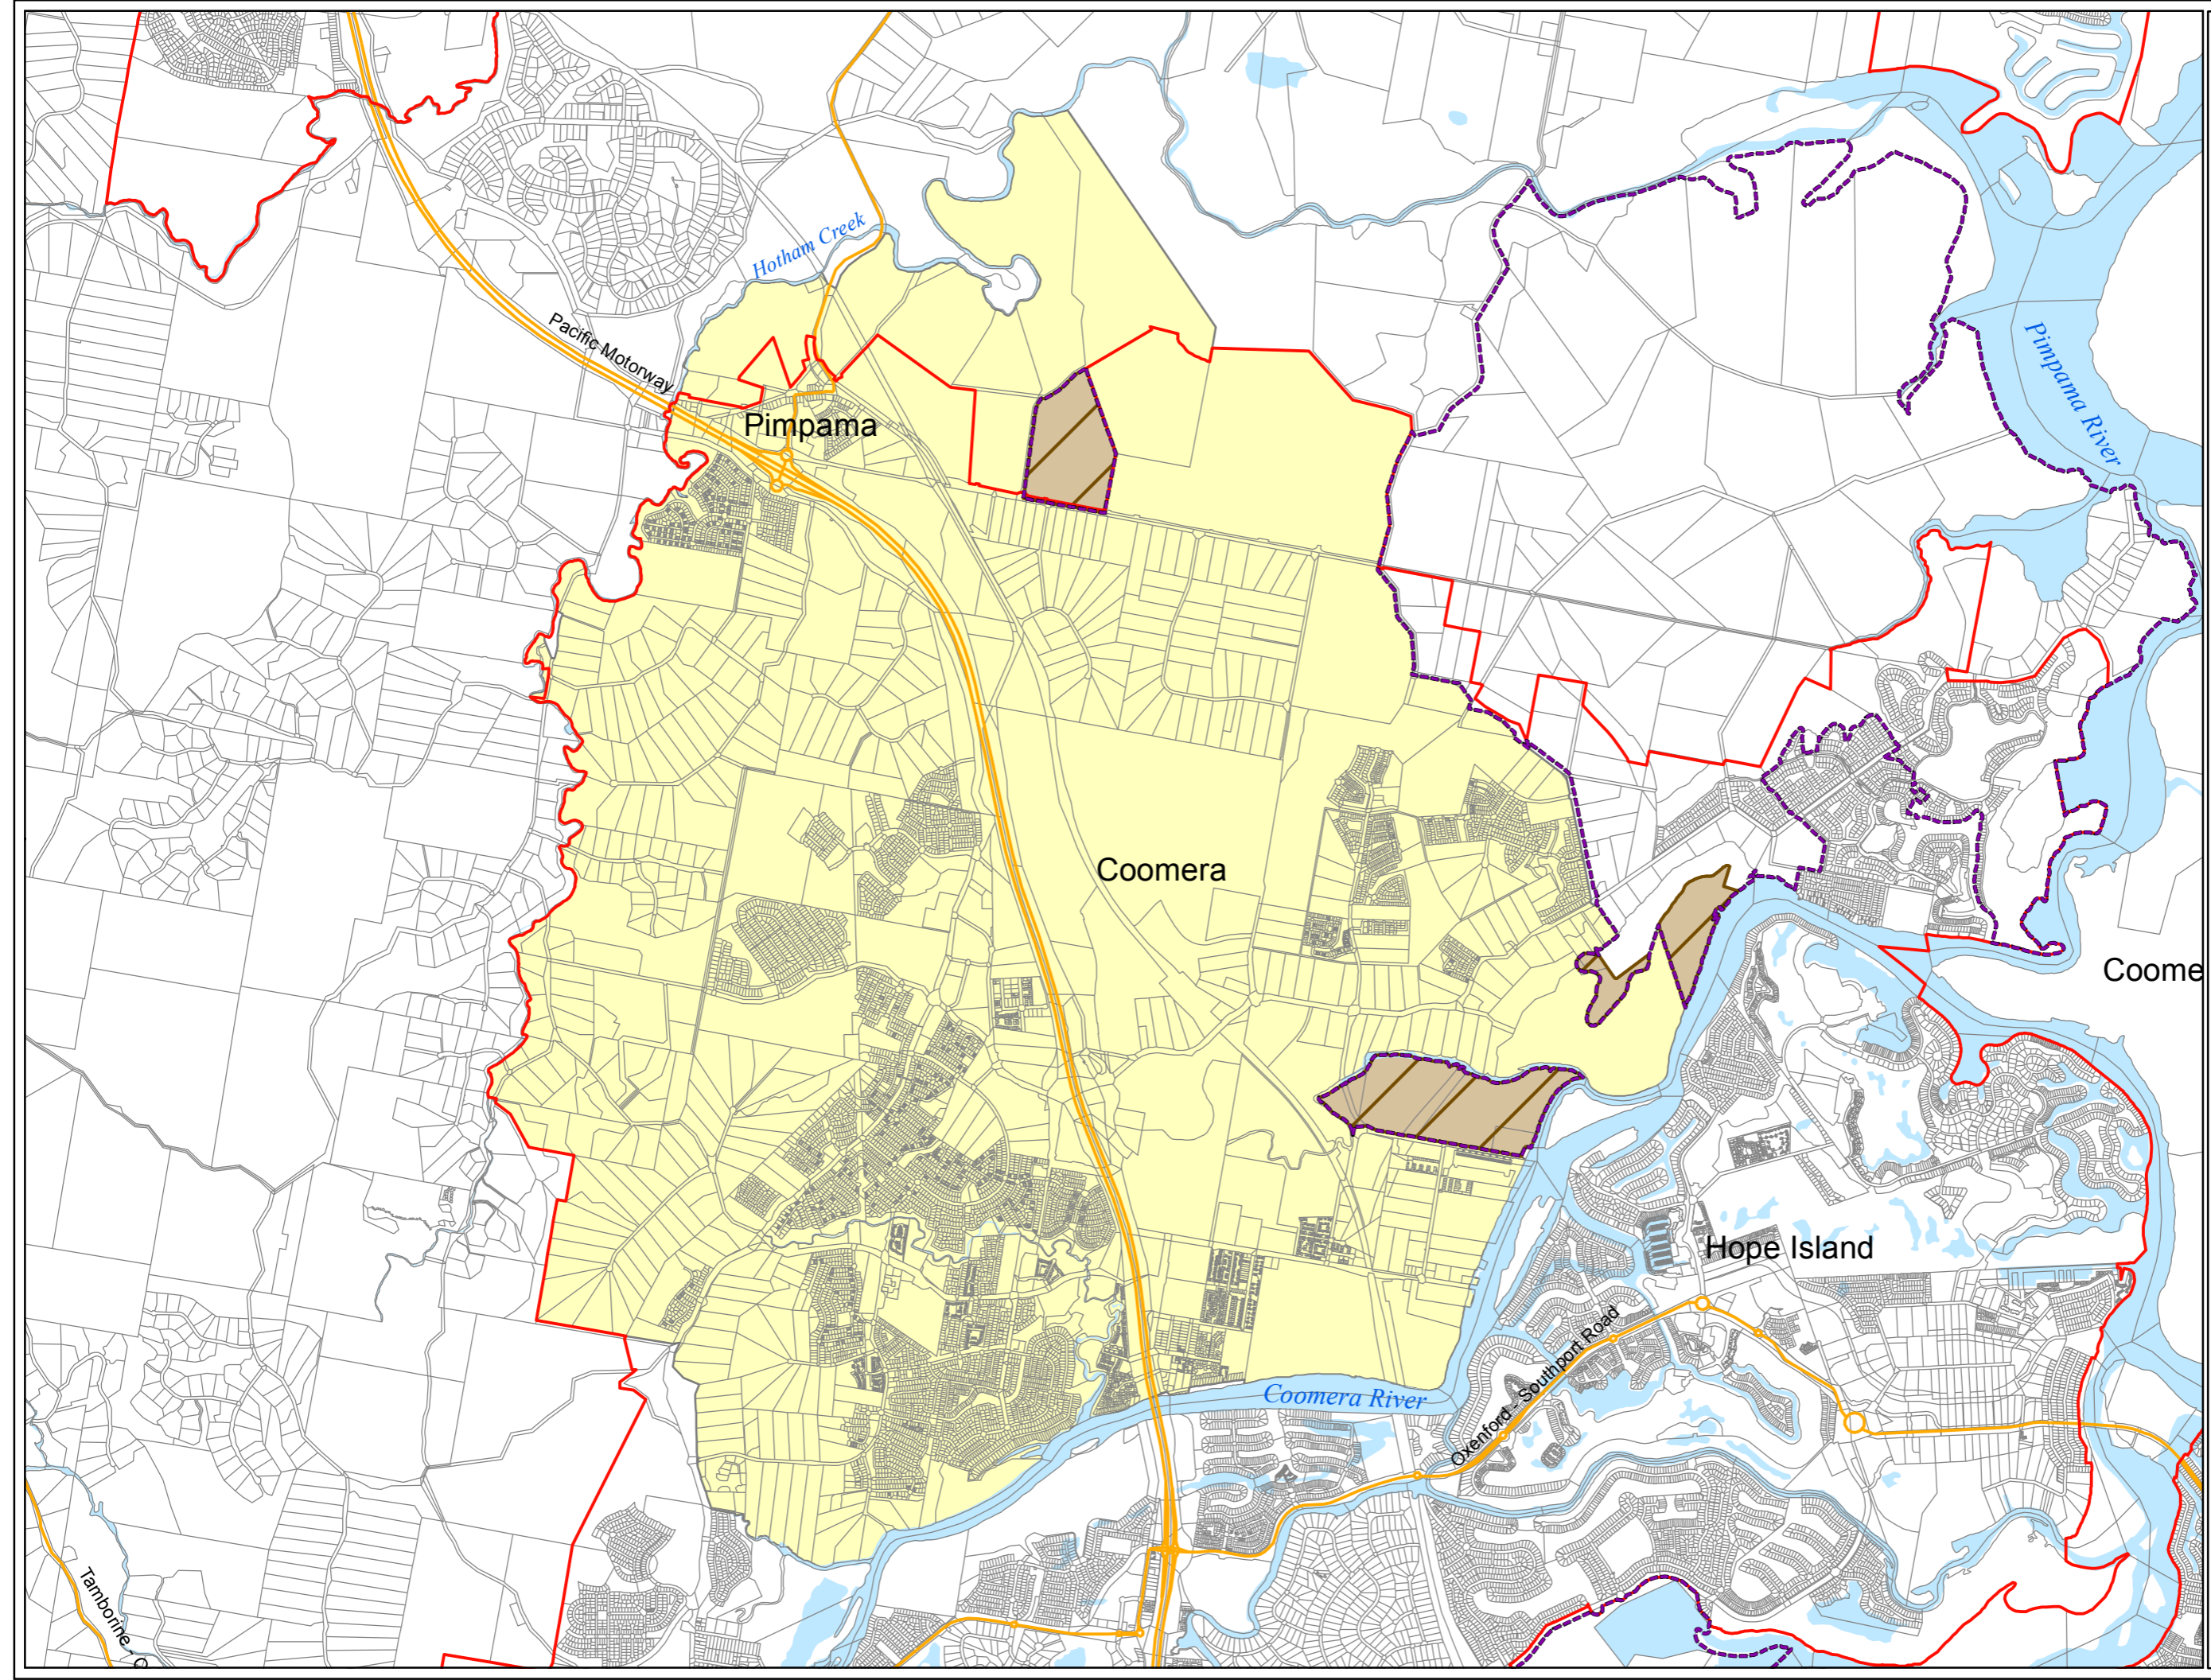 Hotham Creek
Pacific Motorway
Pimpama River
Pimpama
Coomera
Coome
Hope Island
Oxenford - Southport Road
Coomera River
Tamborine - O